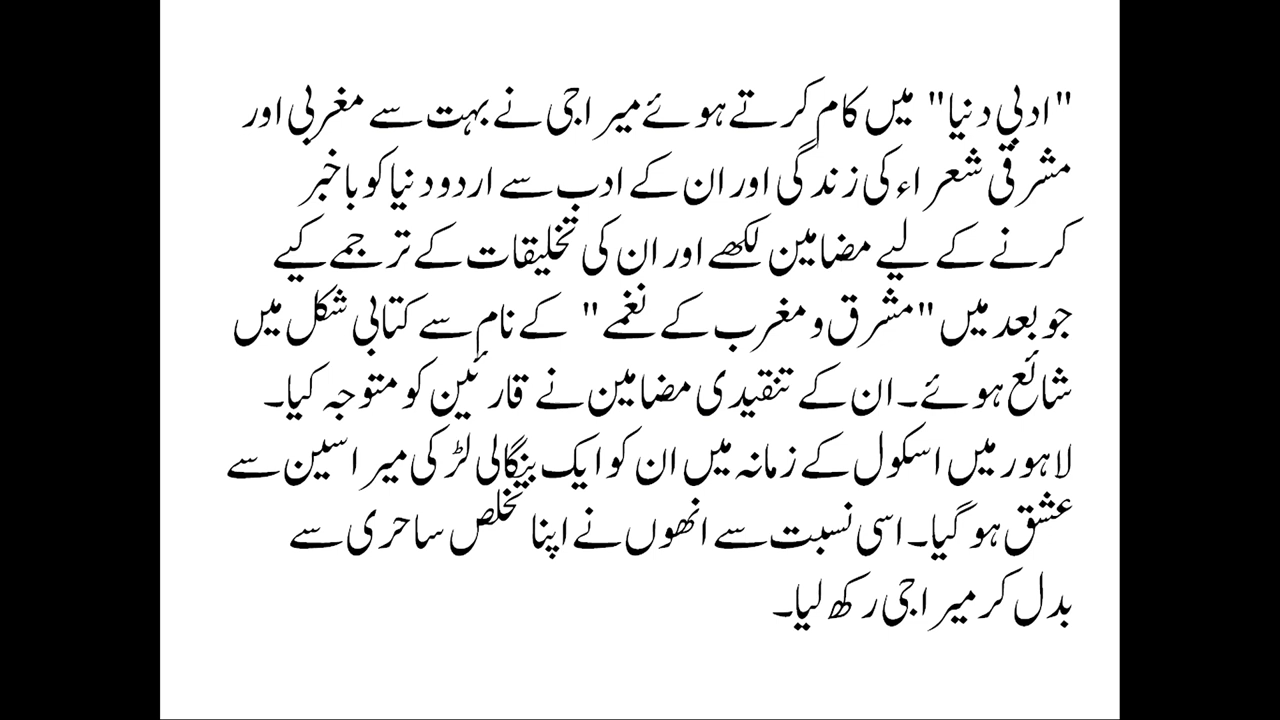 "ادبی دنیا" میں کام کرتے ہوئے میراجی نے بہت سے مغربی اور
مشرقی شعراء کی زندگی اور ان کے ادب سے اردو دنیا کو باخبر
کرنے کے لیے مضامین لکھے اور ان کی تخلیقات کے ترجمے کیے
جو بعد میں "مشرق و مغرب کے نغمے" کے نام سے کتابی شکل میں
شائع ہوئے۔ ان کے تنقیدی مضامین نے قارئین کو متوجہ کیا۔
لاہور میں اسکول کے زمانہ میں ان کو ایک بینگالی لڑکی میرا سین سے
عشق ہو گیا۔ اسی نسبت سے انھوں نے اپنا تخلص ساحری سے
بدل کر میراجی رکھ لیا۔